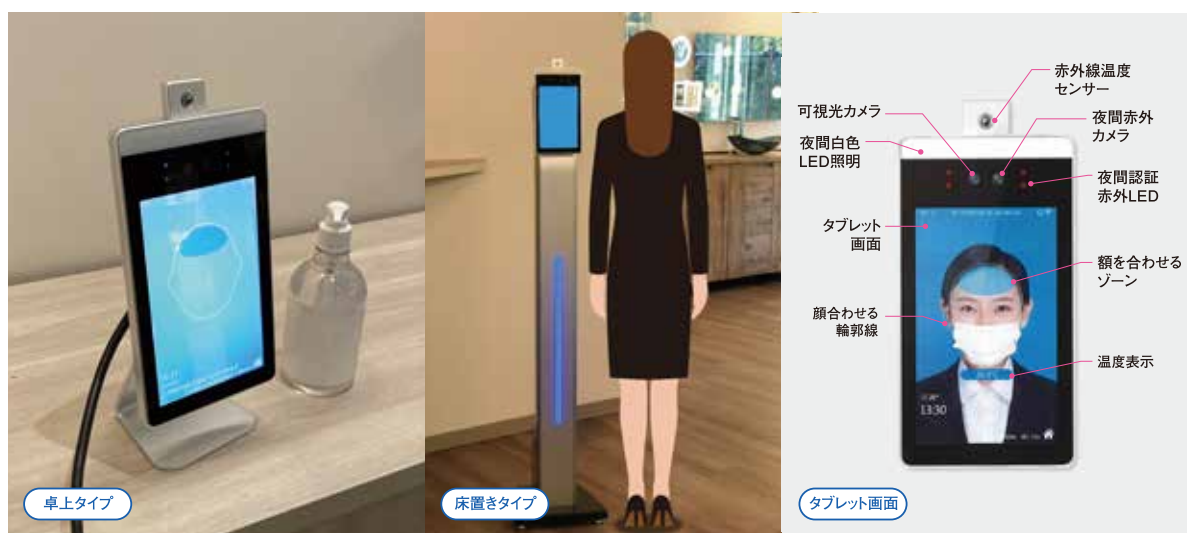 赤外線温度
センサー
可視光カメラ
夜間赤外
カメラ
夜間白色
LED照明
夜間認証
赤外LED
タブレット
画面
額を合わせる
ゾーン
顔合わせる
輪郭線
温度表示
13:30
卓上タイプ
床置きタイプ
タブレット画面